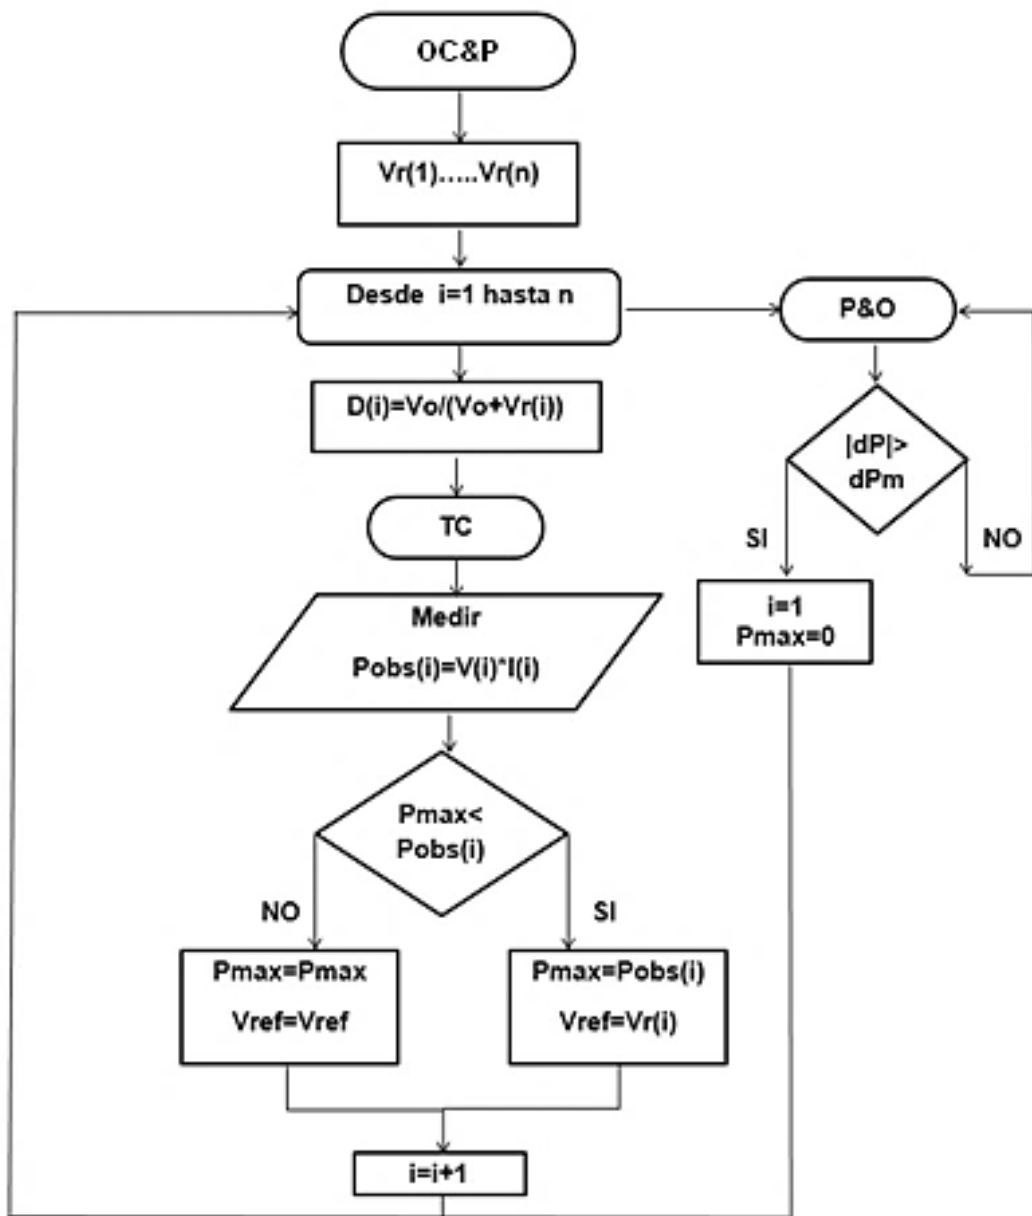 OC&P
Vr(1).....Vr(n)
Desde i=1 hasta n
P&O
D(i)=Vo/(Vo+Vr(i))
|dP|>
dPm
TC
SI
NO
Medir
Pobs(i)=V(i)*I(i)
i=1
Pmax=0
Pmax<
Pobs(i)
NO
SI
Pmax=Pmax
Vref=Vref
Pmax=Pobs(i)
Vref=Vr(i)
i=i+1